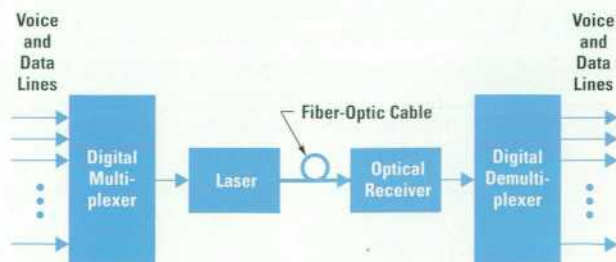 Voice
and
Data
Lines
Digital
Multi-
plexer
Laser
Fiber-Optic Cable
Optical
Receiver
Digital
Demulti-
plexer
Voice
and
Data
Lines